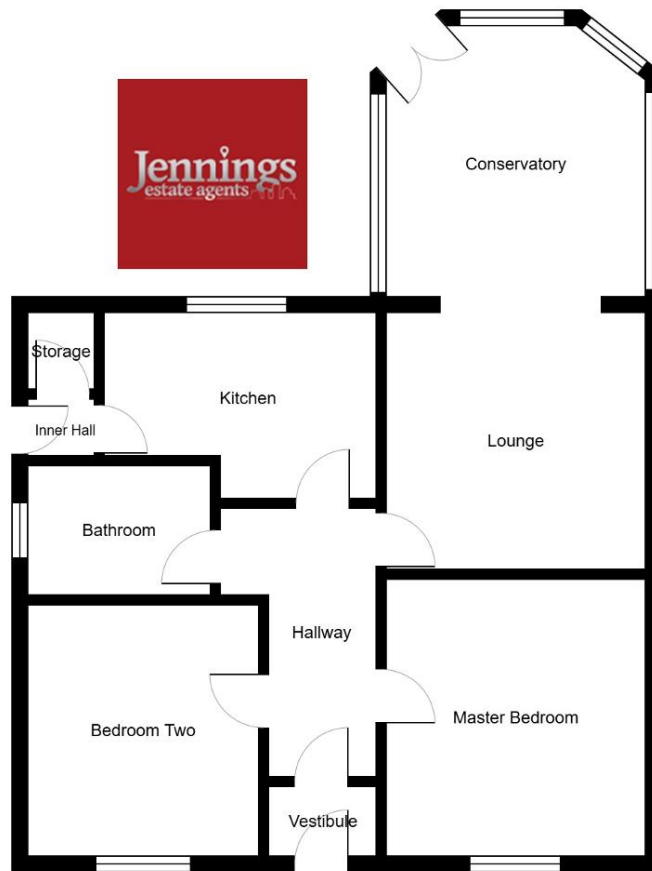 Jennings
estate agents
Conservatory
Storage
Kitchen
Inner Hall
Lounge
Bathroom
Hallway
Bedroom Two
Master Bedroom
Vestibule